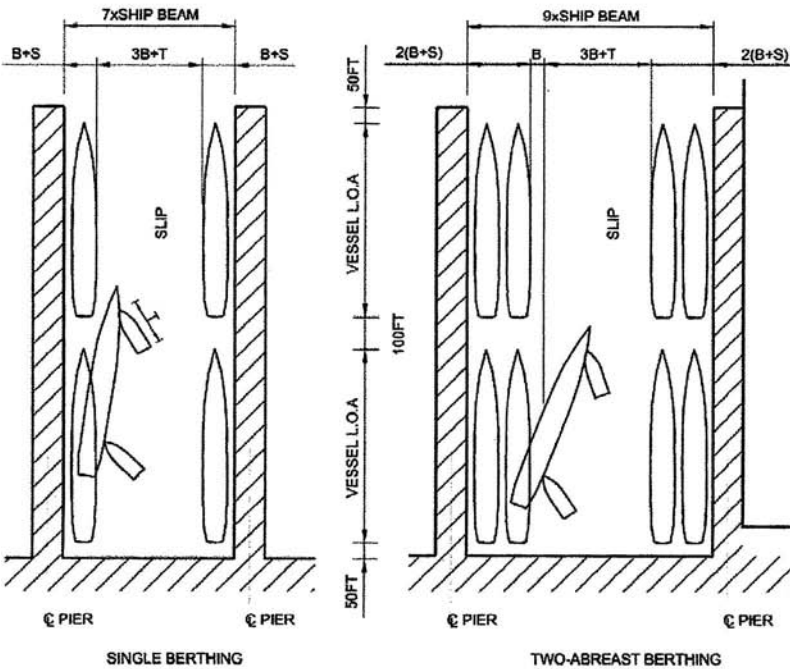 7xSHIP BEAM
B+S
3B+T
B+S
50FT
9xSHIP BEAM
2(B+S)
B
3B+T
2(B+S)
SLIP
VESSEL L.O.A
SLIP
T
100FT
VESSEL L.O.A
50FT
℄ PIER
℄ PIER
℄ PIER
℄ PIER
SINGLE BERTHING
TWO-ABREAST BERTHING